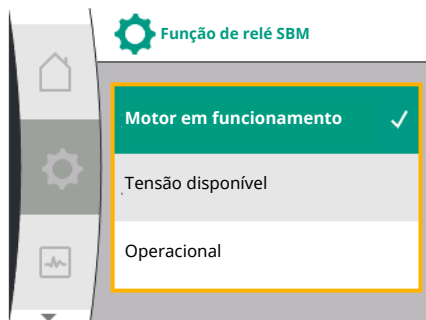 Função de relé SBM
Motor em funcionamento
Tensão disponível
Operacional